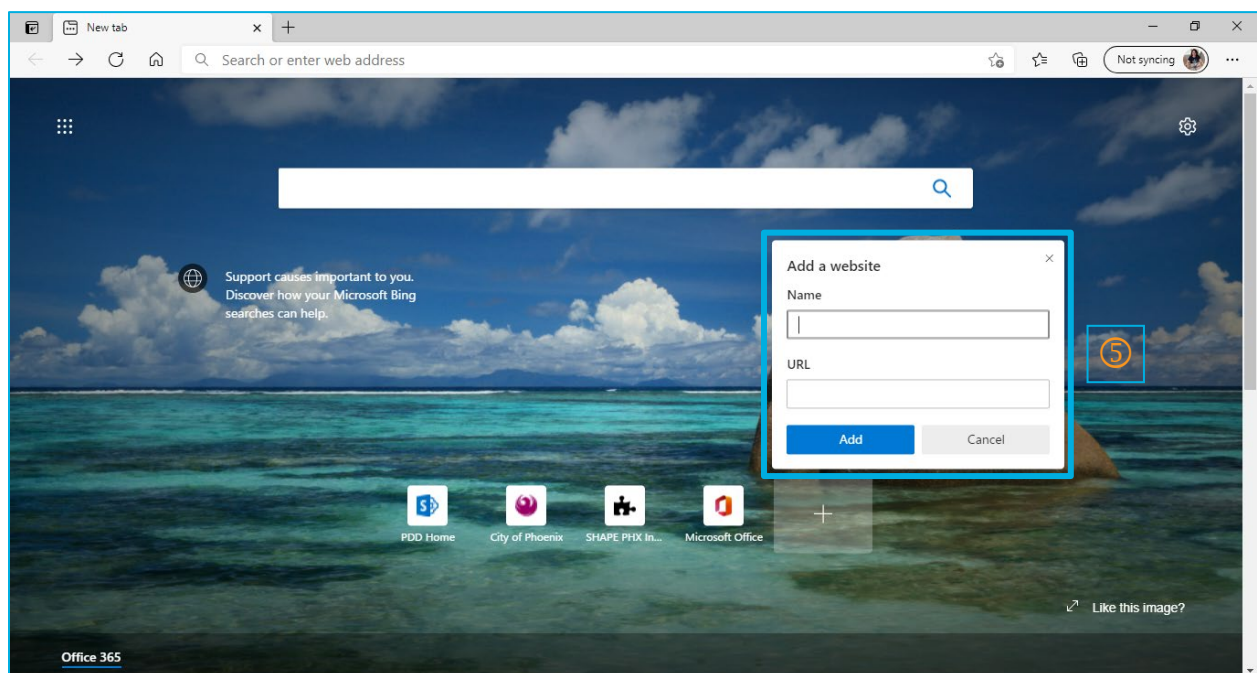 New tab
Search or enter web address
Not syncing
Support causes important to you.
Discover how your Microsoft Bing
searches can help.
Add a website
Name
URL
Add
Cancel
⑤
S
PDD Home
City of Phoenix
SHAPE PHX In...
Microsoft Office
Like this image?
Office 365